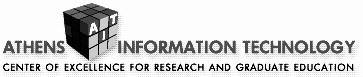 ATHENS AIT INFORMATION TECHNOLOGY
CENTER OF EXCELLENCE FOR RESEARCH AND GRADUATE EDUCATION